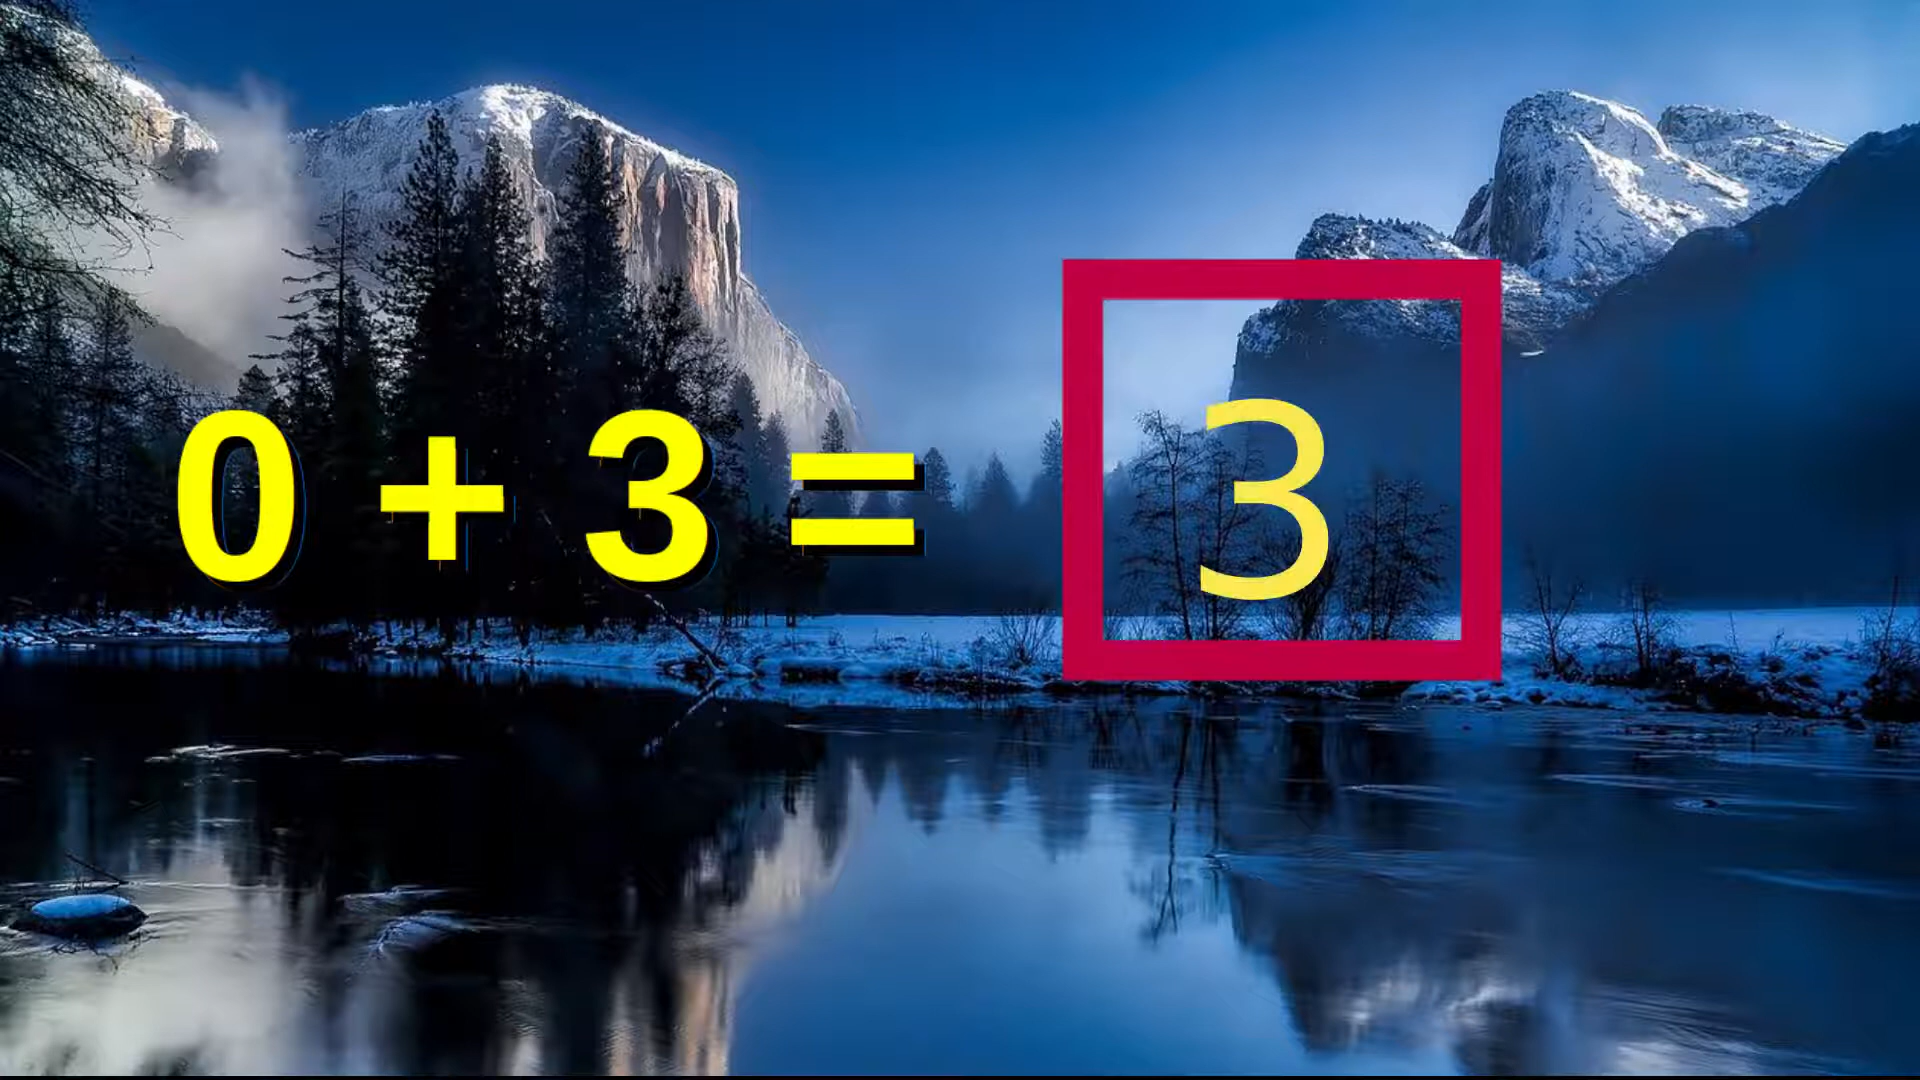 0 + 3 = 3